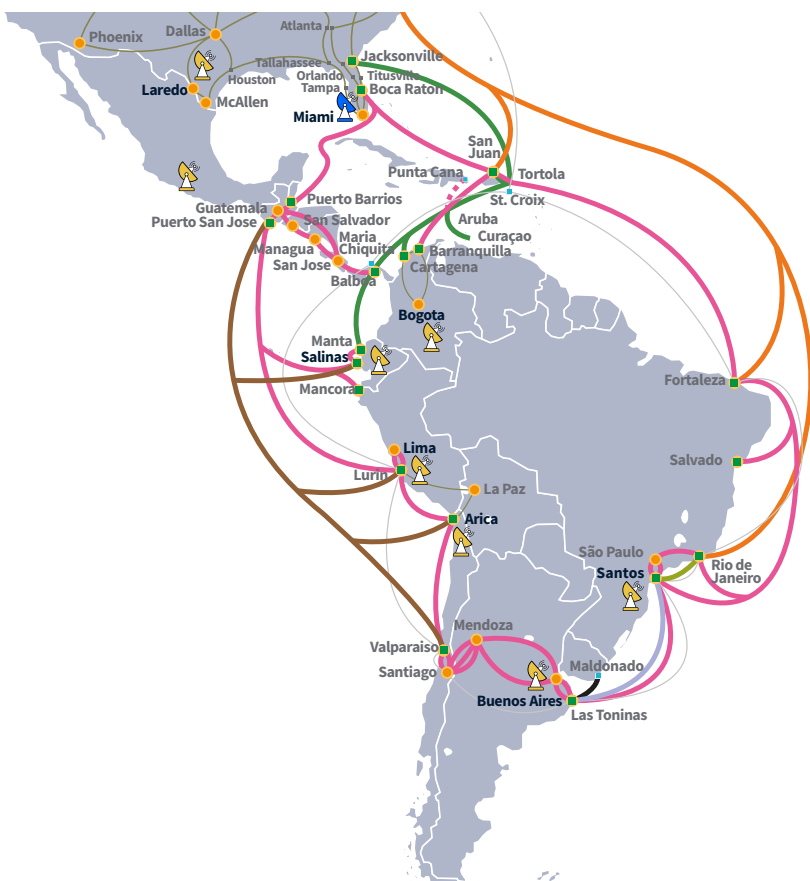 Atlanta
Phoenix
Dallas
Jacksonville
Tallahassee
Houston
Orlando
Titusville
Tampa
Boca Raton
Laredo
McAllen
Miami
San
Juan
Punta Cana
Tortola
St. Croix
Puerto Barrios
Guatemala
Puerto San Jose
San Salvador
Aruba
Curaçao
Managua
Maria
Chiquita
San Jose
Barranquilla
Cartagena
Balboa
Bogota
Manta
Salinas
Mancora
Fortaleza
Lima
Lurin
Salvado
La Paz
Arica
São Paulo
Santos
Rio de
Janeiro
Mendoza
Valparaiso
Santiago
Maldonado
Buenos Aires
Las Toninas